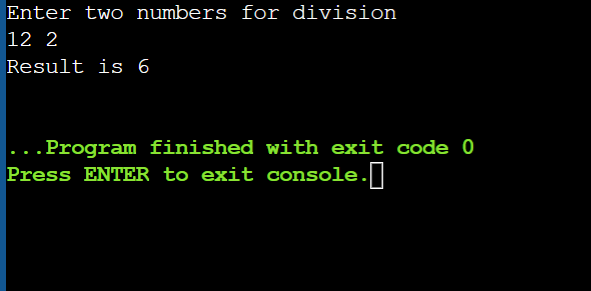 Enter two numbers for division
12 2
Result is 6
...Program finished with exit code 0
Press ENTER to exit console.